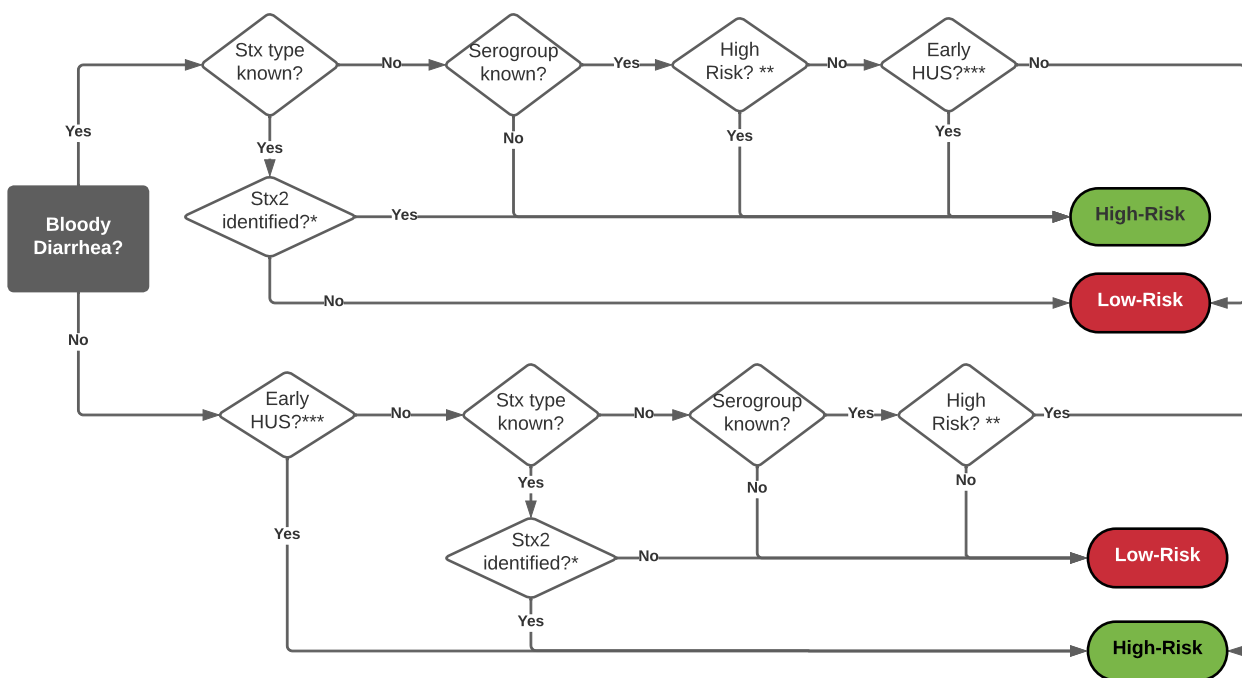 Stx type
known?
No
Serogroup
known?
Yes
High
Risk? **
No
Early
HUS?***
No
Yes
Yes
No
Yes
Yes
Bloody
Diarrhea?
Stx2
identified?*
Yes
High-Risk
No
Low-Risk
No
Early
HUS?***
No
Stx type
known?
No
Serogroup
known?
Yes
High
Risk? **
Yes
Yes
No
No
Yes
Stx2
identified?*
No
Low-Risk
Yes
High-Risk